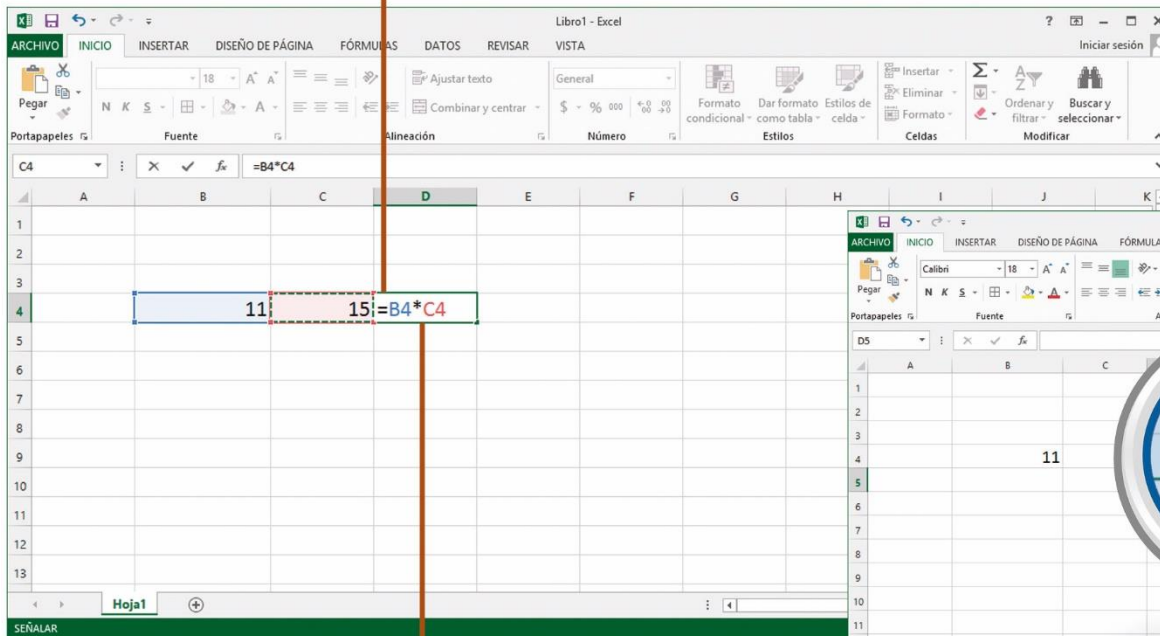 Libro1 - Excel
ARCHIVO INICIO INSERTAR DISEÑO DE PÁGINA FÓRMULAS DATOS REVISAR VISTA Iniciar sesión
18 Ajustar texto General Insertar
Pegar N K S Combinar y centrar $ % 000 Formato condicional Dar formato como tabla Estilos de celda Eliminar Formato Ordenar y filtrar Buscar y seleccionar
Portapapeles Fuente Alineación Número Estilos Celdas Modificar
C4 fx =B4*C4
A B C D E F G H I J K
1
2
3
4 11 15 =B4*C4
5
6
7
8
9
10
11
12
13
Hoja1
SEÑALAR
ARCHIVO INICIO INSERTAR DISEÑO DE PÁGINA FÓRMULA
Calibri 18
Pegar N K S
Portapapeles Fuente A
D5 fx
A B C
1
2
3
4 11
5
6
7
8
9
10
11